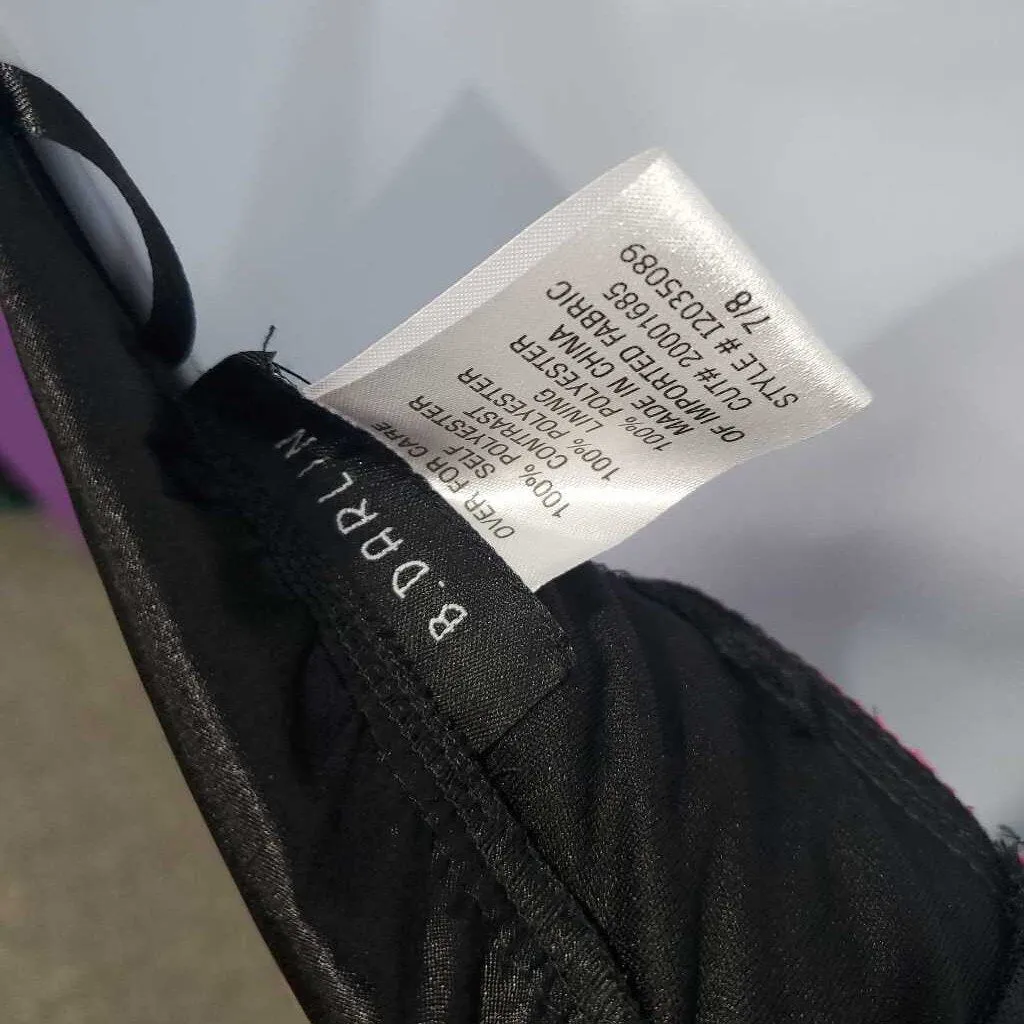 B.DARLIN
OVER FOR CARE
SELF
100% POLYESTER
CONTRAST
100% POLYESTER
LINING
100% POLYESTER
MADE IN CHINA
OF IMPORTED FABRIC
CUT# 20001685
STYLE # 12035089
7/8